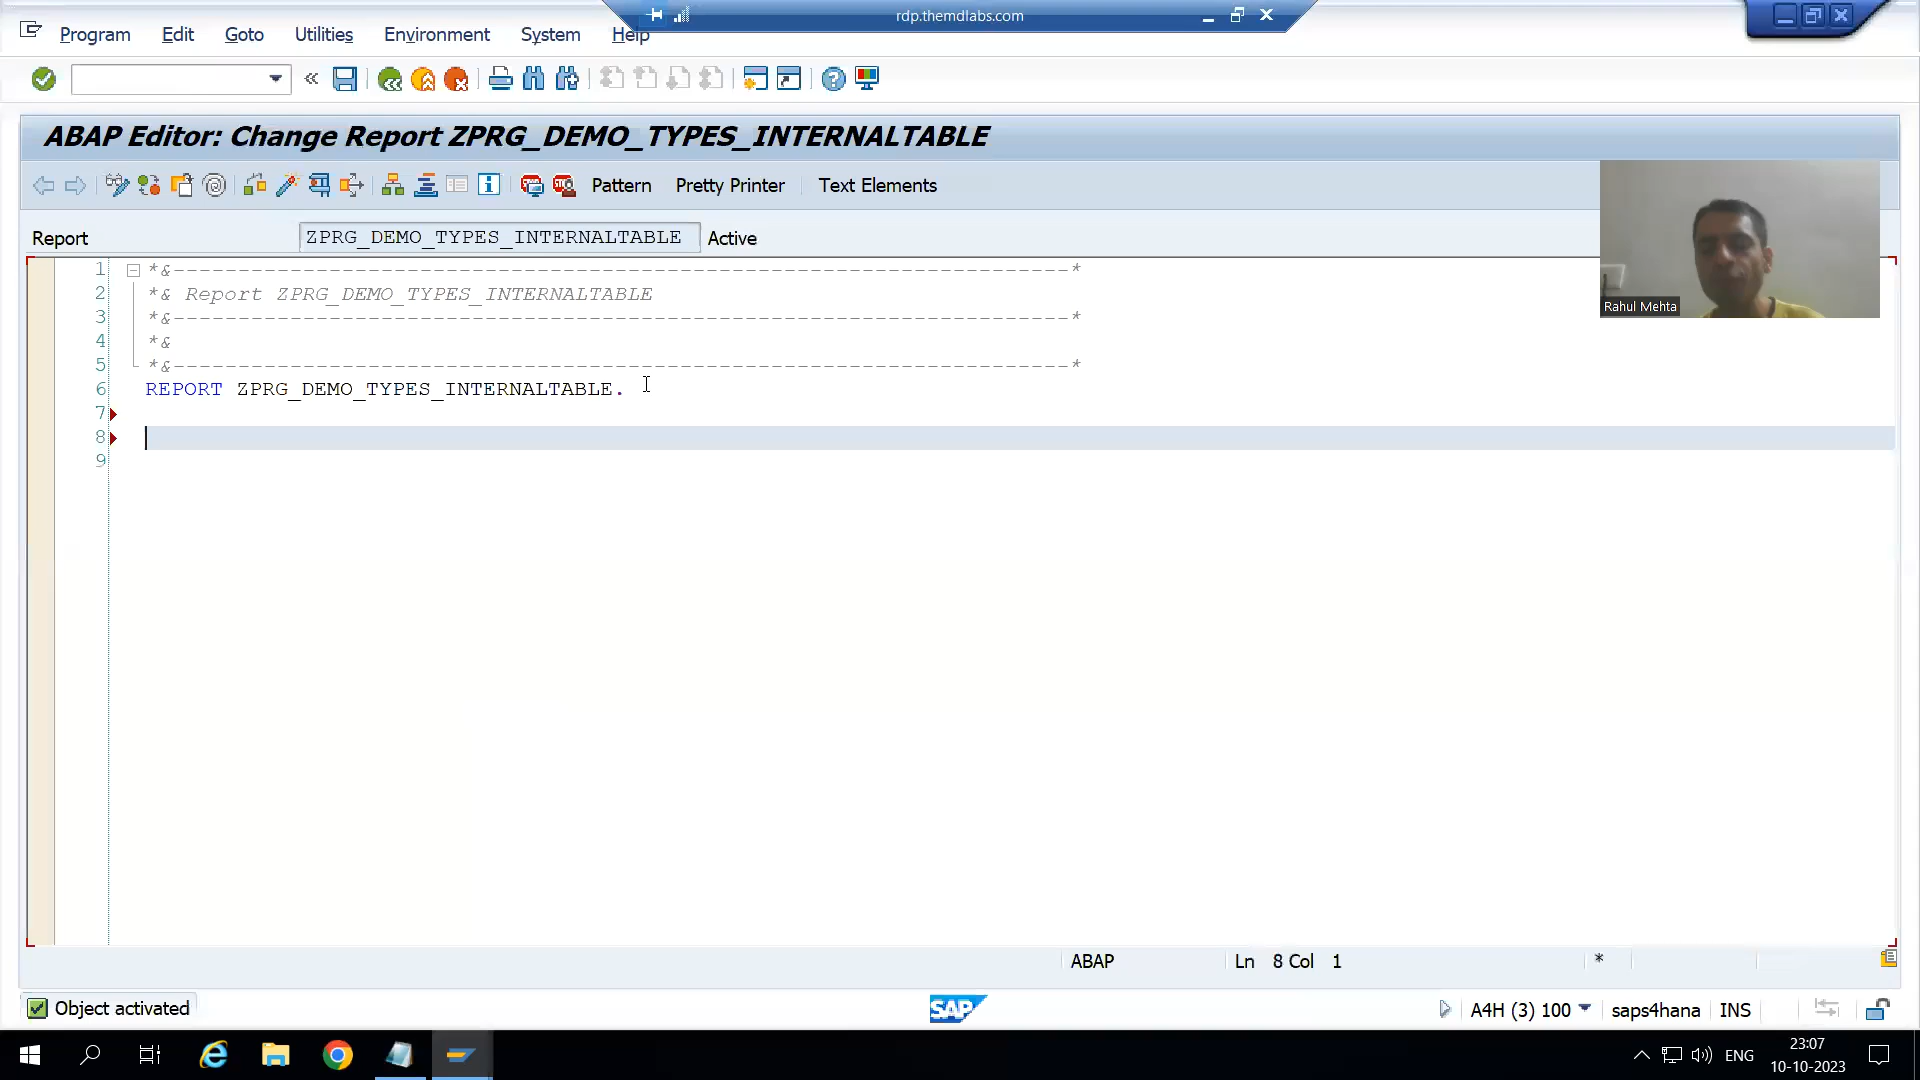 rdp.themdlabs.com
Program Edit Goto Utilities Environment System Help
ABAP Editor: Change Report ZPRG_DEMO_TYPES_INTERNALTABLE
Pattern Pretty Printer Text Elements
Report ZPRG_DEMO_TYPES_INTERNALTABLE Active
Rahul Mehta
1 *&---------------------------------------------------------------------*
2 *& Report ZPRG_DEMO_TYPES_INTERNALTABLE
3 *&---------------------------------------------------------------------*
4 *&
5 *&---------------------------------------------------------------------*
6 REPORT ZPRG_DEMO_TYPES_INTERNALTABLE.
7
8
9
ABAP Ln 8 Col 1 *
Object activated SAP A4H (3) 100 saps4hana INS
ENG 23:07
10-10-2023